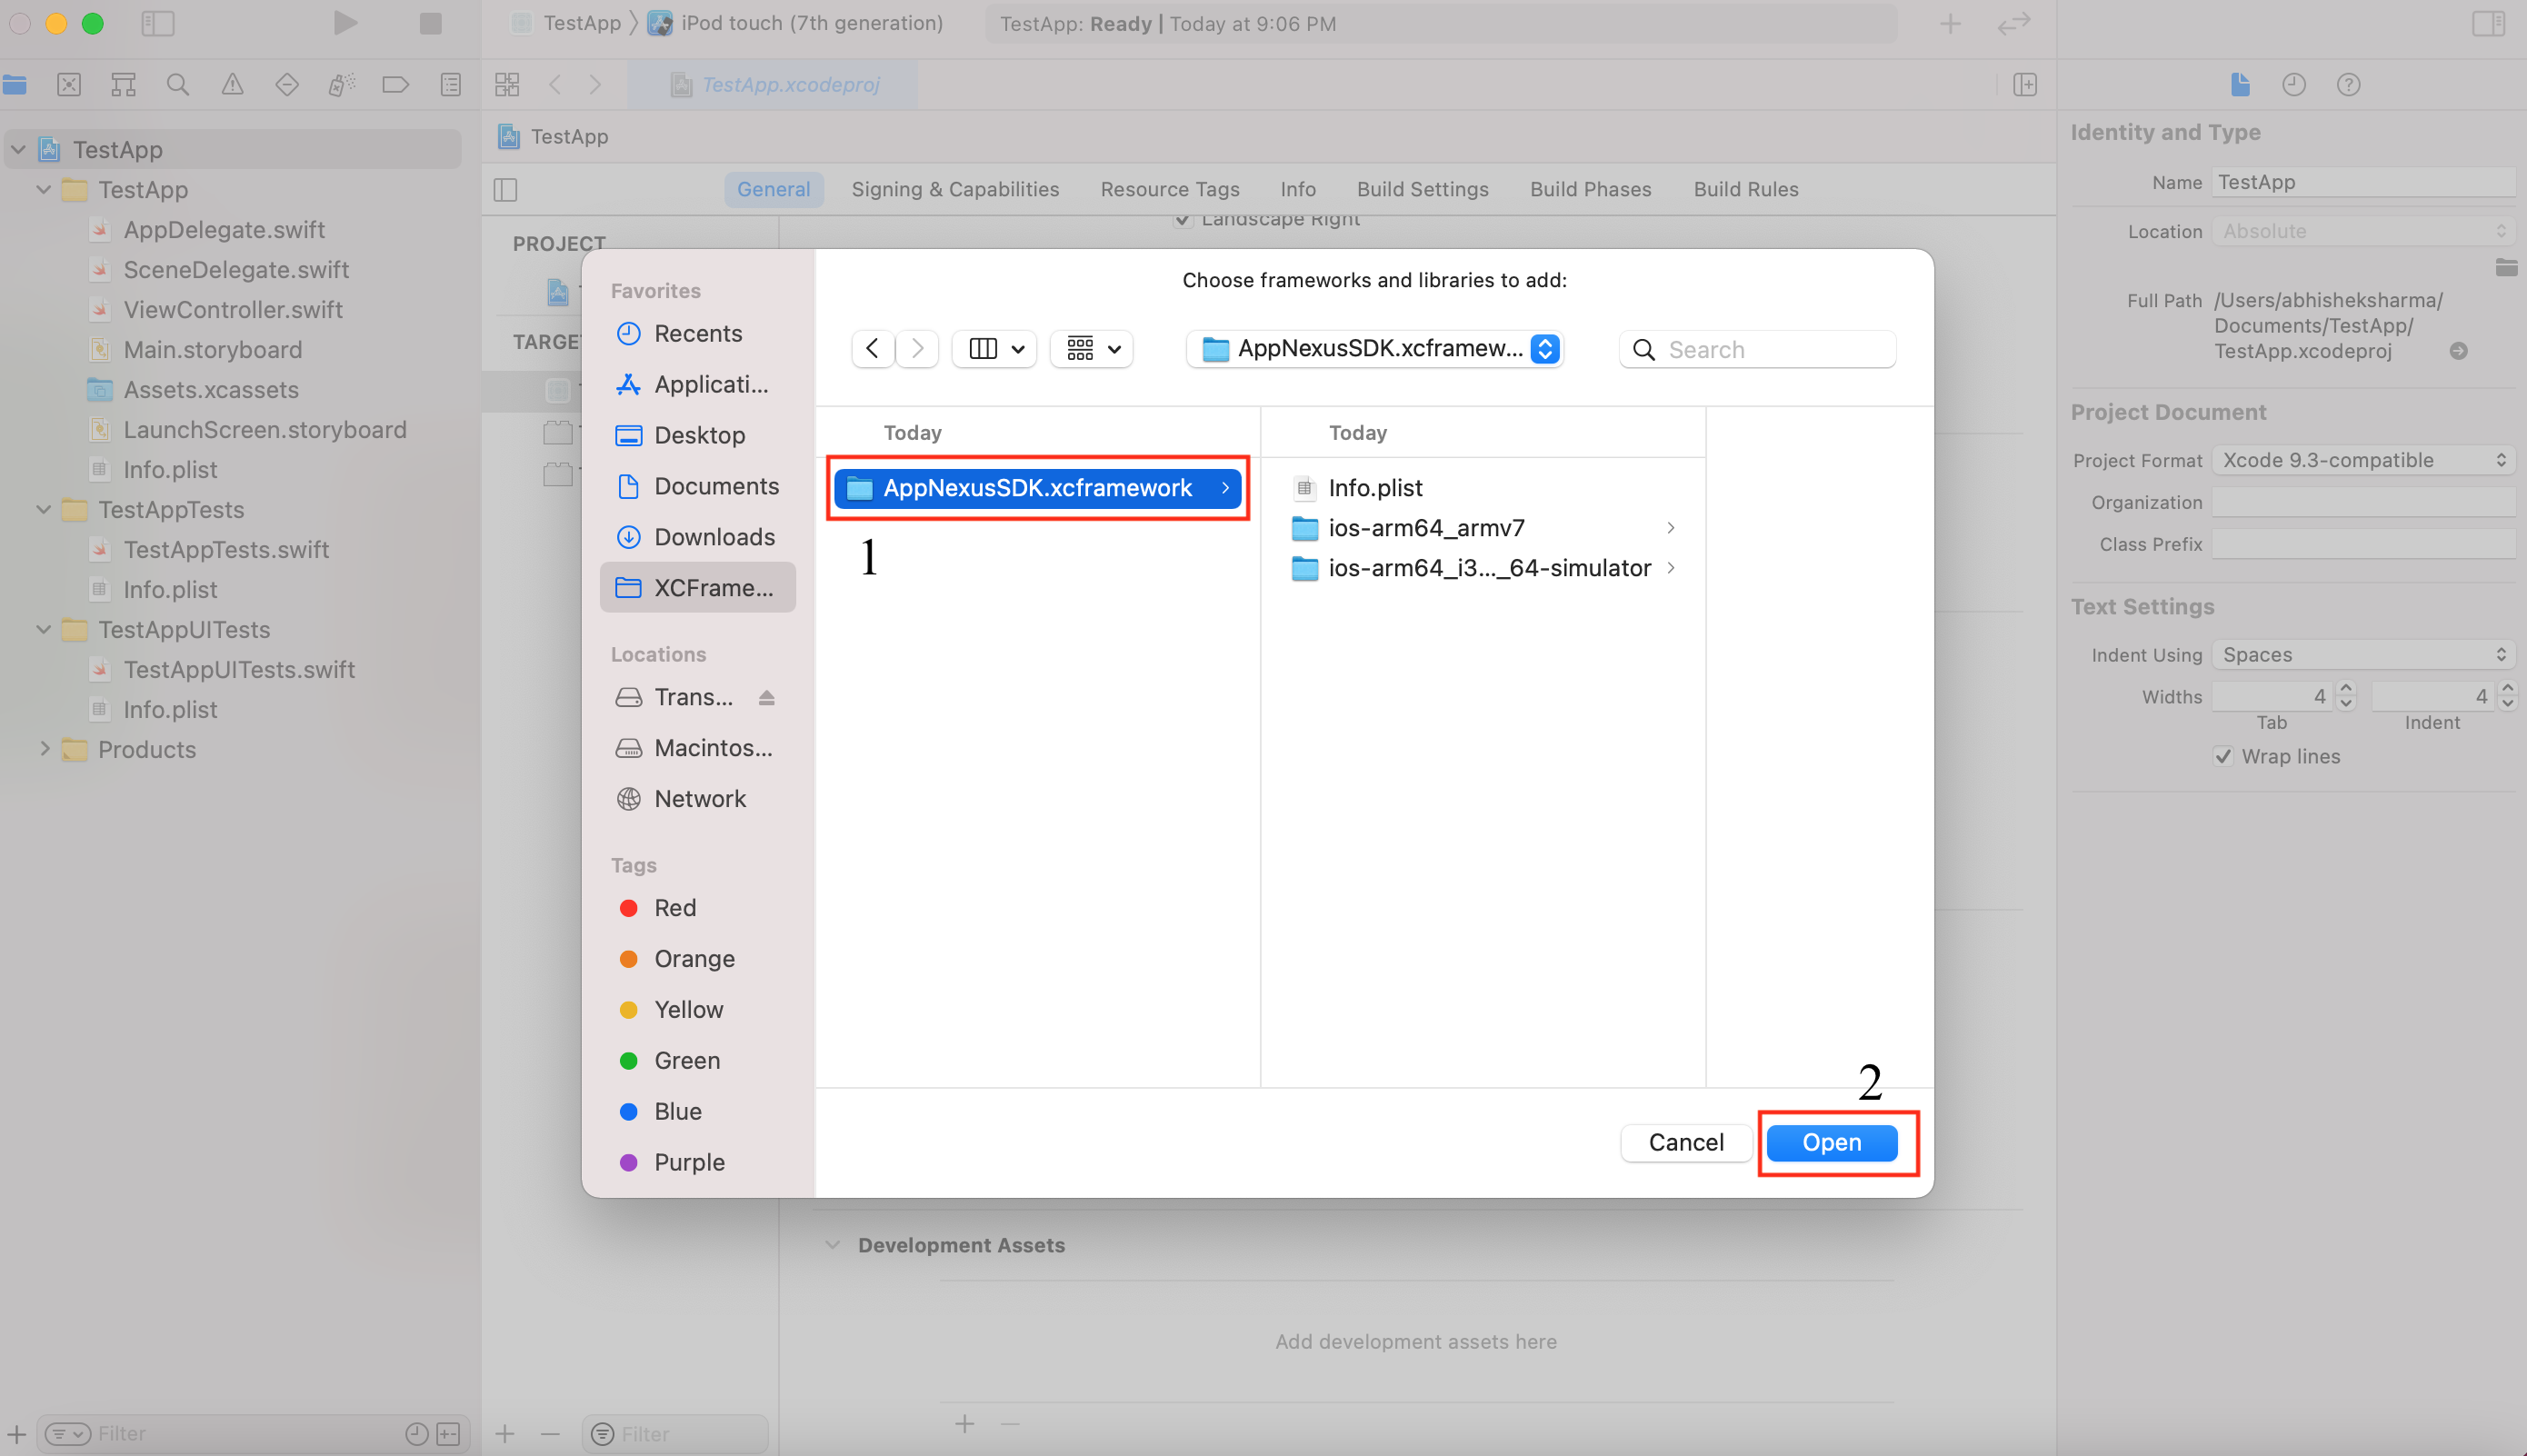 TestApp
iPod touch (7th generation)
TestApp: Ready | Today at 9:06 PM
TestApp.xcodeproj
TestApp
TestApp
AppDelegate.swift
SceneDelegate.swift
ViewController.swift
Main.storyboard
Assets.xcassets
LaunchScreen.storyboard
Info.plist
TestAppTests
TestAppTests.swift
Info.plist
TestAppUITests
TestAppUITests.swift
Info.plist
Products
Filter
TestApp
General
Signing & Capabilities
Resource Tags
Info
Build Settings
Build Phases
Build Rules
Landscape Right
PROJECT
Filter
Favorites
Recents
Applicati...
Desktop
Documents
Downloads
XCFrame...
Locations
Trans...
Macintos...
Network
Tags
Red
Orange
Yellow
Green
Blue
Purple
Choose frameworks and libraries to add:
AppNexusSDK.xcframew...
Search
Today
AppNexusSDK.xcframework
1
Today
Info.plist
ios-arm64_armv7
ios-arm64_i3..._64-simulator
2
Cancel
Open
Development Assets
Add development assets here
Identity and Type
Name TestApp
Location Absolute
Full Path /Users/abhisheksharma/
Documents/TestApp/
TestApp.xcodeproj
Project Document
Project Format Xcode 9.3-compatible
Organization
Class Prefix
Text Settings
Indent Using Spaces
Widths 4 4
Tab Indent
Wrap lines